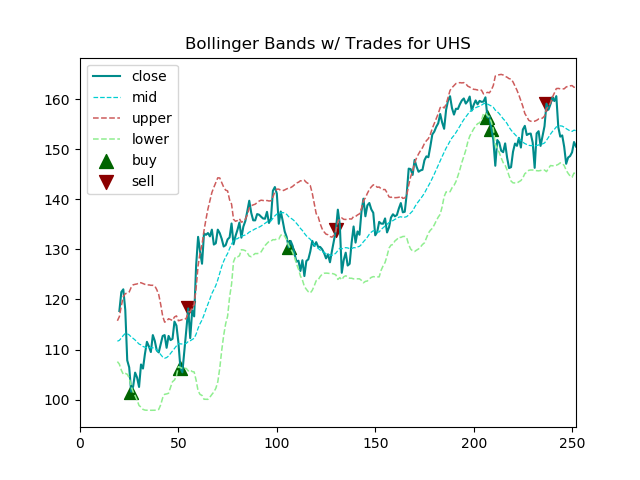 Bollinger Bands w/ Trades for UHS
close
mid
upper
lower
buy
sell
160
150
140
130
120
110
100
0 50 100 150 200 250